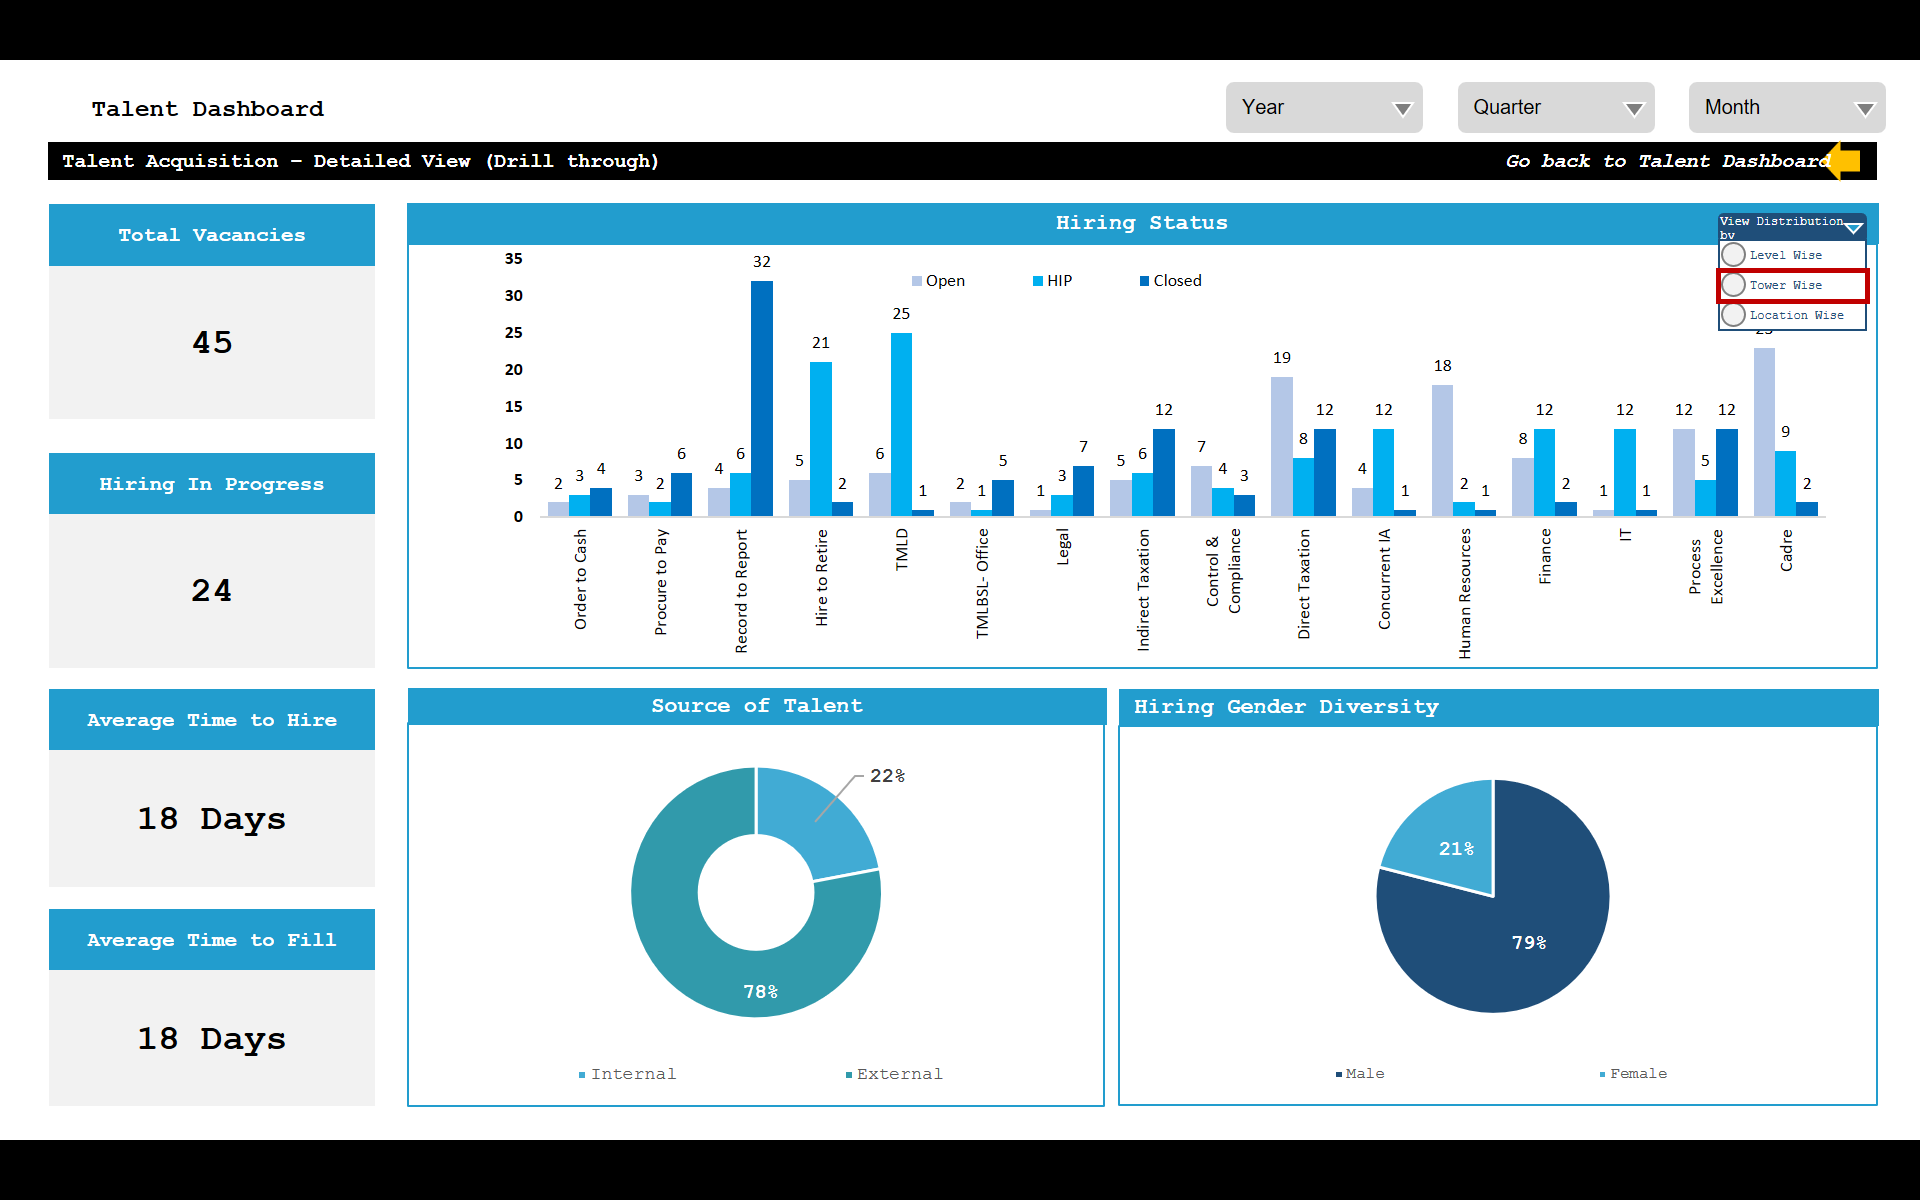 Talent Dashboard
Year
Quarter
Month
Talent Acquisition – Detailed View (Drill through)
Go back to Talent Dashboard
Total Vacancies
45
Hiring In Progress
24
Average Time to Hire
18 Days
Average Time to Fill
18 Days
Hiring Status
View Distribution
by
Level Wise
Tower Wise
Location Wise
Open
HIP
Closed
35
30
25
20
15
10
5
0
2 3 4
3 2 6
4 6 32
5 21 2
6 25 1
2 1 5
1 3 7
5 6 12
7 4 3
19 8 12
4 12 1
18 2 1
8 12 2
1 12 1
12 5 12
9 2
Order to Cash
Procure to Pay
Record to Report
Hire to Retire
TMLD
TMLBSL- Office
Legal
Indirect Taxation
Control &
Compliance
Direct Taxation
Concurrent IA
Human Resources
Finance
IT
Process
Excellence
Cadre
Source of Talent
22%
78%
Internal
External
Hiring Gender Diversity
21%
79%
Male
Female